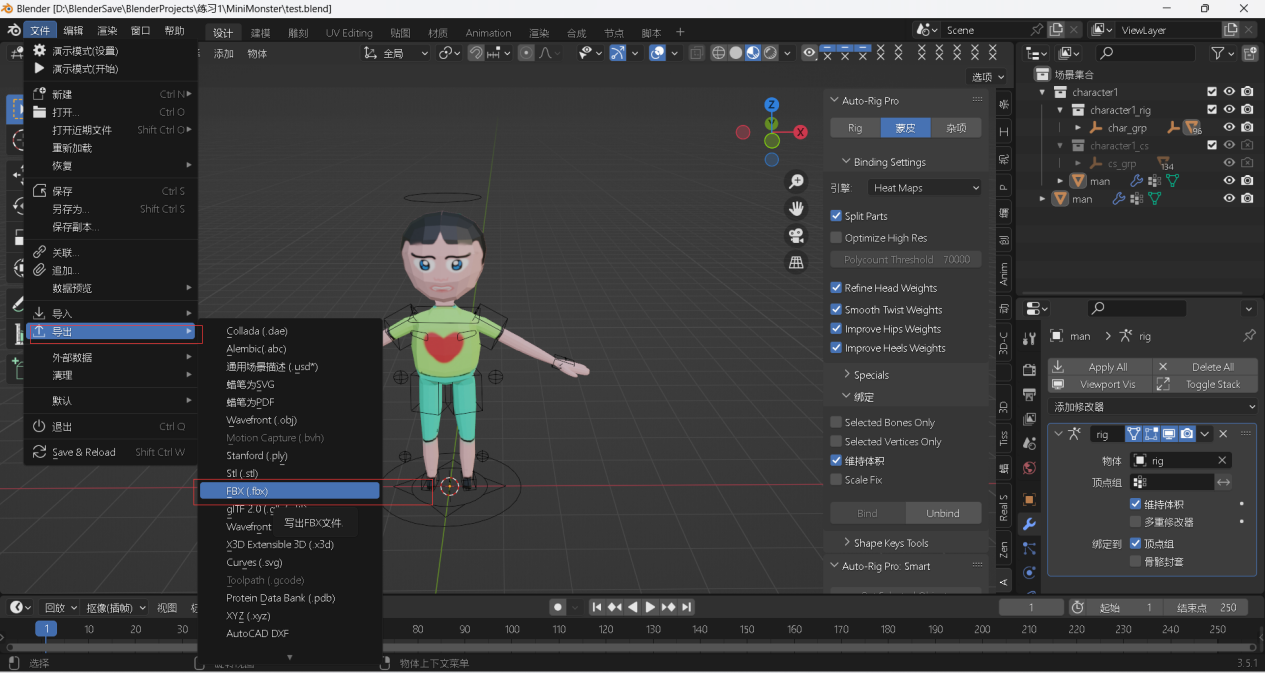 Blender [D:\BlenderSave\BlenderProjects\练习1\MiniMonster\test.blend]
文件 编辑 渲染 窗口 帮助 设计 建模 雕刻 UV Editing 贴图 材质 Animation 渲染 合成 节点 脚本 + Scene ViewLayer
添加 物体 全局
选项
演示模式(设置)
演示模式(开始)
新建 Ctrl N
打开... Ctrl O
打开近期文件 Shift Ctrl O
重新加载
恢复
保存 Ctrl S
另存为... Shift Ctrl S
保存副本...
关联...
追加...
数据预览
导入
导出
外部数据
清理
默认
退出 Ctrl Q
Save & Reload Shift Ctrl W
Collada (.dae)
Alembic(.abc)
通用场景描述 (.usd*)
蜡笔为SVG
蜡笔为PDF
Wavefront (.obj)
Motion Capture (.bvh)
Stanford (.ply)
Stl (.stl)
FBX (.fbx)
glTF 2.0
写出FBX文件.
Wavefront
X3D Extensible 3D (.x3d)
Curves (.svg)
Toolpath (.gcode)
Protein Data Bank (.pdb)
XYZ (.xyz)
AutoCAD DXF
Z
Y
X
Auto-Rig Pro
Rig 蒙皮 杂项
Binding Settings
引擎: Heat Maps
Split Parts
Optimize High Res
Polycount Threshold 70000
Refine Head Weights
Smooth Twist Weights
Improve Hips Weights
Improve Heels Weights
Specials
绑定
Selected Bones Only
Selected Vertices Only
维持体积
Scale Fix
Bind Unbind
Shape Keys Tools
Auto-Rig Pro: Smart
条
工
P
创
Anim
3D-C
3D
Tiss
蜡
Real S
Zen
A
场景集合
character1
character1_rig
char_grp 96
character1_cs
cs_grp 134
man
man
man > rig
Apply All Delete All
Viewport Vis Toggle Stack
添加修改器
rig
物体 rig
顶点组
维持体积
多重修改器
绑定到 顶点组
骨骼封套
回放 抠像(插帧) 视图 1 起始 1 结束点 250
1 10 20 30 80 90 100 110 120 130 140 150 160 170 180 190 200 210 220 230 240 250
选择 物体上下文菜单 3.5.1